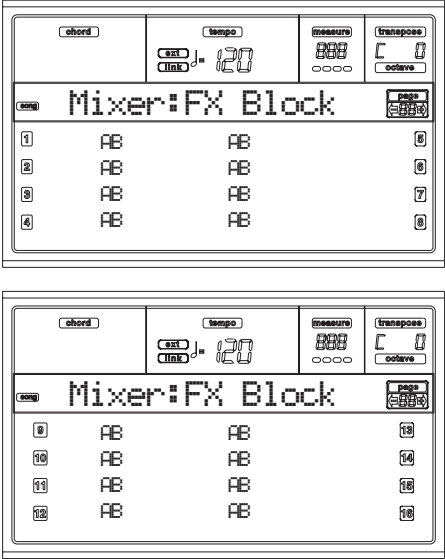 chord tempo measure transpose
ext link ♩= 120 888 C 0
octave
song Mixer:FX Block page
1 AB AB 5
2 AB AB 6
3 AB AB 7
4 AB AB 8
chord tempo measure transpose
ext link ♩= 120 888 C 0
octave
song Mixer:FX Block page
9 AB AB 13
10 AB AB 14
11 AB AB 15
12 AB AB 16